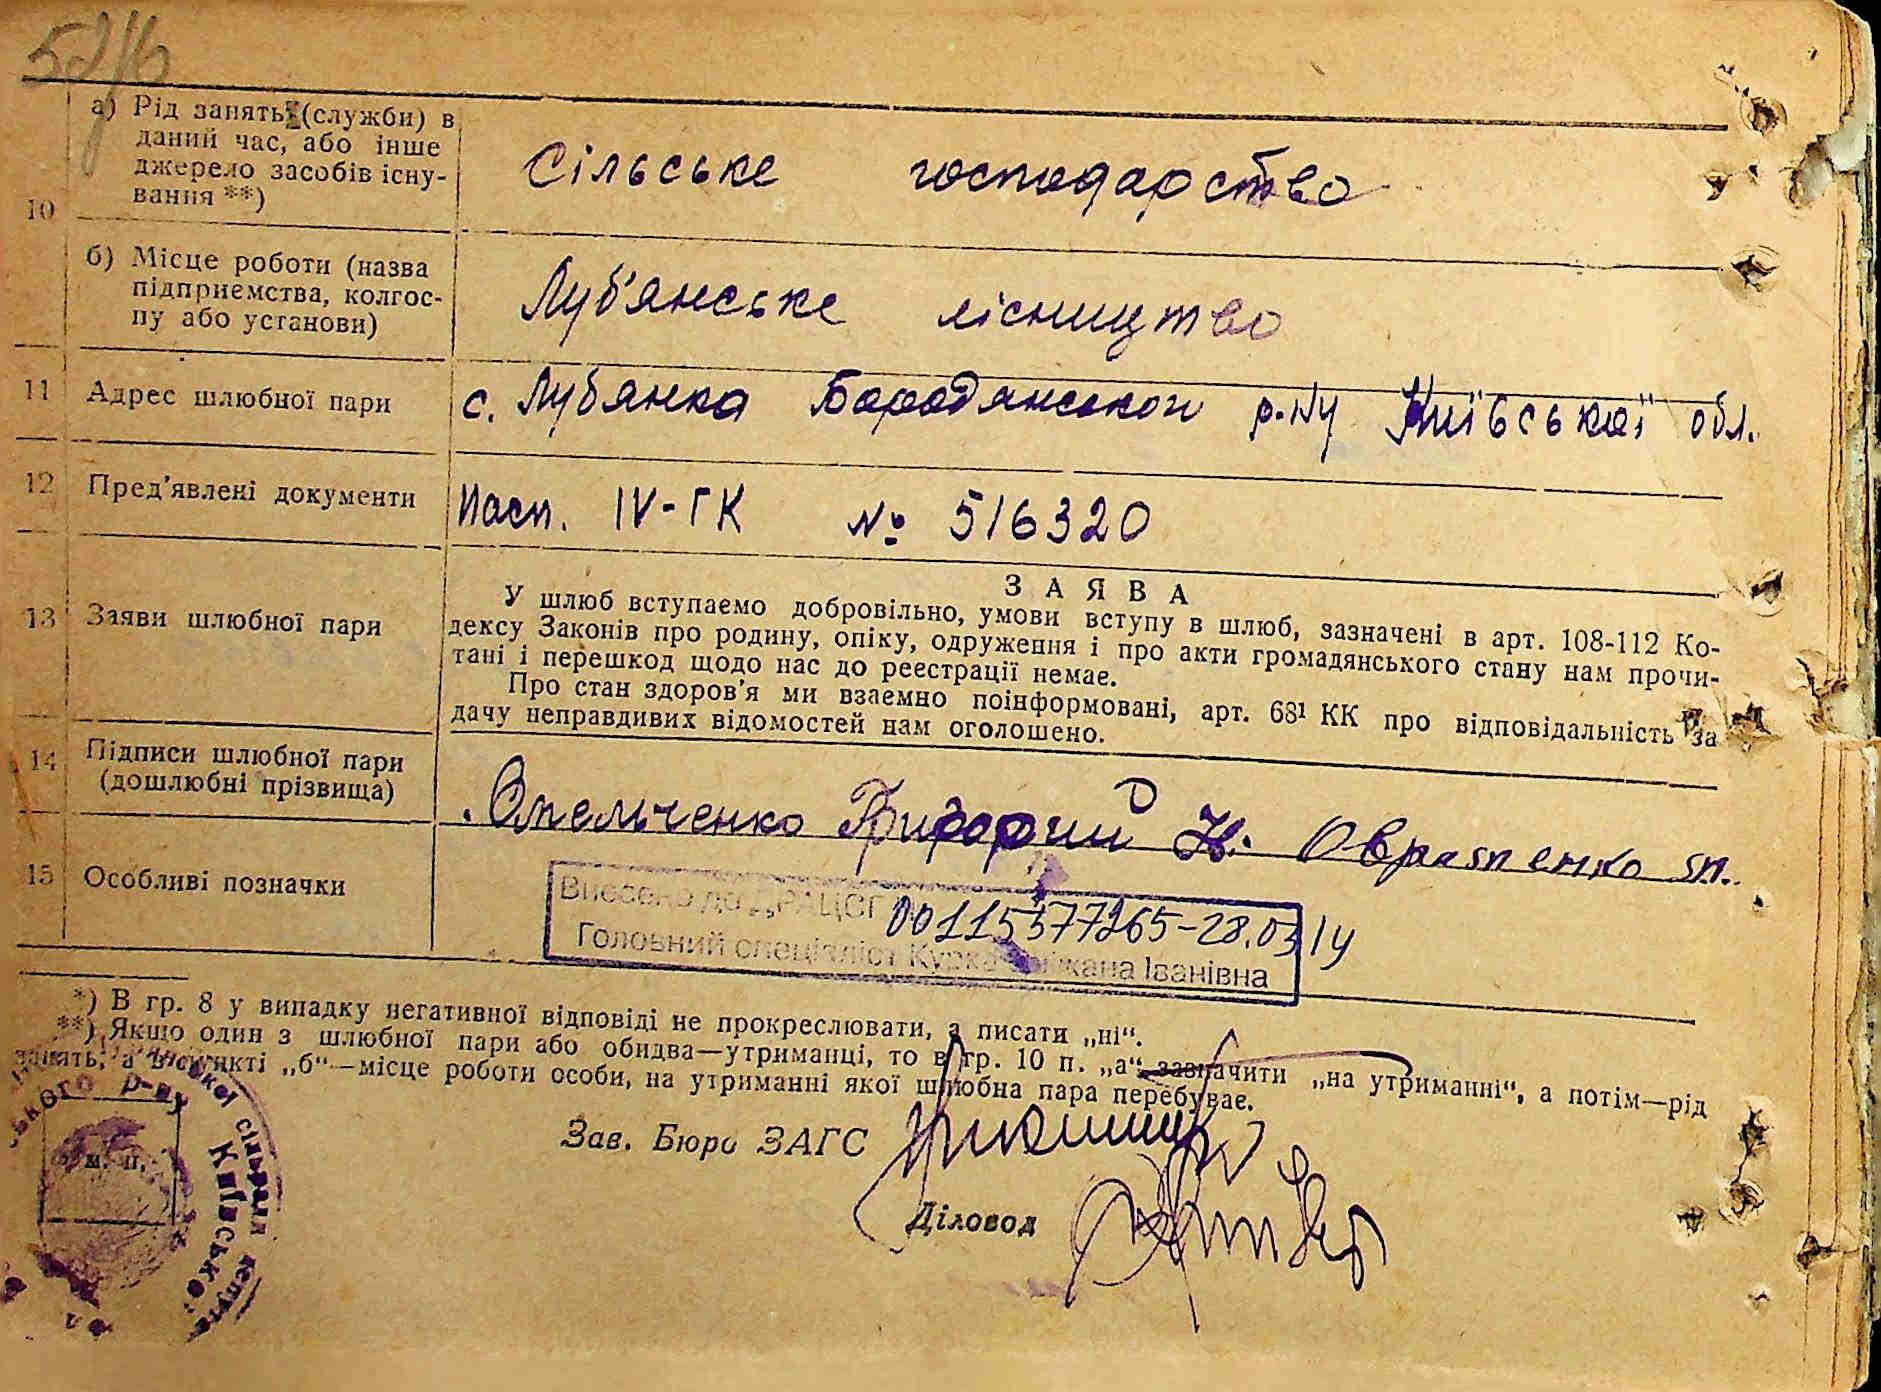 10
а) Рід занять (служби) в
даний час, або інше
джерело засобів існу-
вання **)
Сільське господарство
б) Місце роботи (назва
підприємства, колгос-
пу або установи)
Луб'янське лісництво
11 Адрес шлюбної пари
с. Лубянка Бородянського р-ну Київської обл.
12 Пред'явлені документи
Пасп. IV-ГК № 516320
13 Заяви шлюбної пари
ЗАЯВА
У шлюб вступаємо добровільно, умови вступу в шлюб, зазначені в арт. 108-112 Ко-
дексу Законів про родину, опіку, одруження і про акти громадянського стану нам прочи-
тані і перешкод щодо нас до реєстрації немає.
Про стан здоров'я ми взаємно поінформовані, арт. 68¹ КК про відповідальність за
дачу неправдивих відомостей нам оголошено.
14 Підписи шлюбної пари
(дошлюбні прізвища)
Омельченко Григорий Н.
15 Особливі позначки
Внесено до ДРАЦСГ 00115377265-28.03.14
Головний спеціаліст Іванівна
*) В гр. 8 у випадку негативної відповіді не прокреслювати, а писати „ні“.
**) Якщо один з шлюбної пари або обидва—утриманці, то в гр. 10 п. „а“ зазначити „на утриманні“, а потім—рід
занять, а в пункті „б“—місце роботи особи, на утриманні якої шлюбна пара перебуває.
Зав. Бюро ЗАГС
Діловод
м. п.